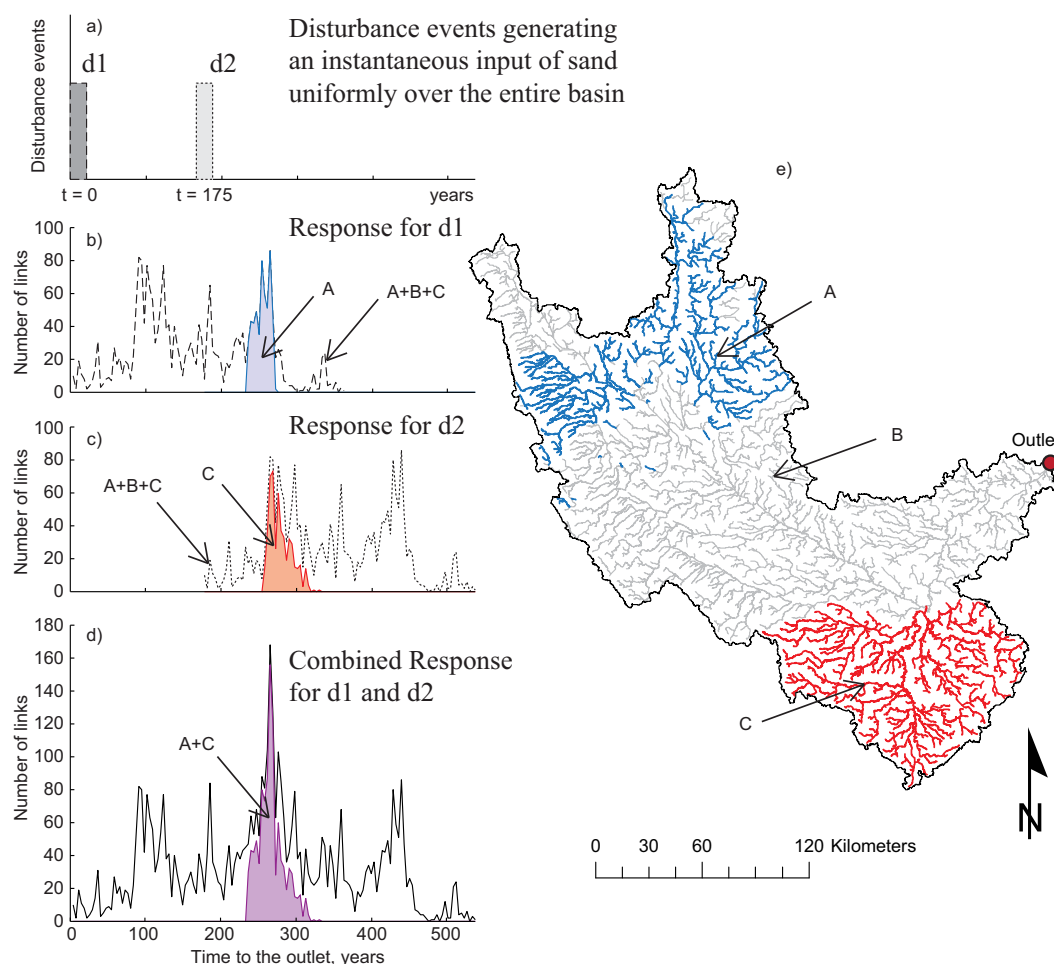 a)
Disturbance events
d1
d2
t = 0
t = 175
years
Disturbance events generating
an instantaneous input of sand
uniformly over the entire basin
b)
Response for d1
Number of links
100
80
60
40
20
0
A
A+B+C
c)
Response for d2
Number of links
100
80
60
40
20
0
A+B+C
C
d)
Combined Response
for d1 and d2
Number of links
180
160
140
120
100
80
60
40
20
0
A+C
0 100 200 300 400 500
Time to the outlet, years
e)
A
B
Outlet
C
N
0 30 60 120 Kilometers